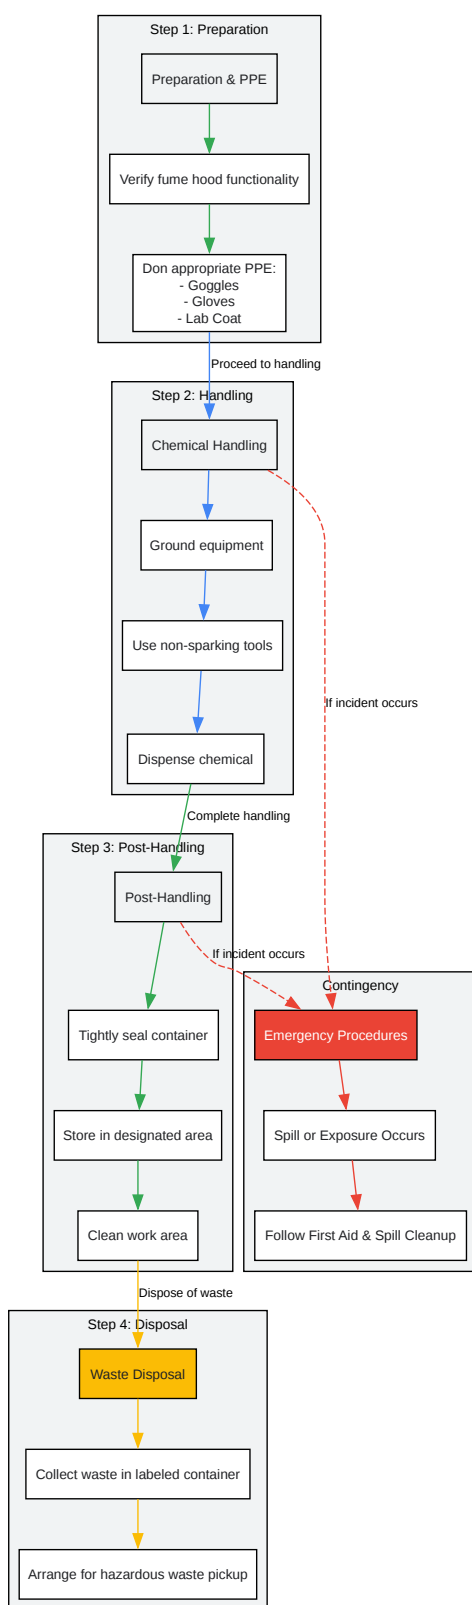 Step 1: Preparation
Preparation & PPE
Verify fume hood functionality
Don appropriate PPE:
- Goggles
- Gloves
- Lab Coat
Proceed to handling
Step 2: Handling
Chemical Handling
Ground equipment
Use non-sparking tools
If incident occurs
Dispense chemical
Complete handling
Step 3: Post-Handling
Post-Handling
If incident occurs
Contingency
Emergency Procedures
Tightly seal container
Spill or Exposure Occurs
Store in designated area
Follow First Aid & Spill Cleanup
Clean work area
Dispose of waste
Step 4: Disposal
Waste Disposal
Collect waste in labeled container
Arrange for hazardous waste pickup